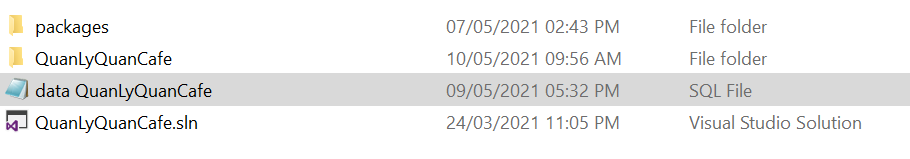 packages 07/05/2021 02:43 PM File folder
QuanLyQuanCafe 10/05/2021 09:56 AM File folder
data QuanLyQuanCafe 09/05/2021 05:32 PM SQL File
QuanLyQuanCafe.sln 24/03/2021 11:05 PM Visual Studio Solution